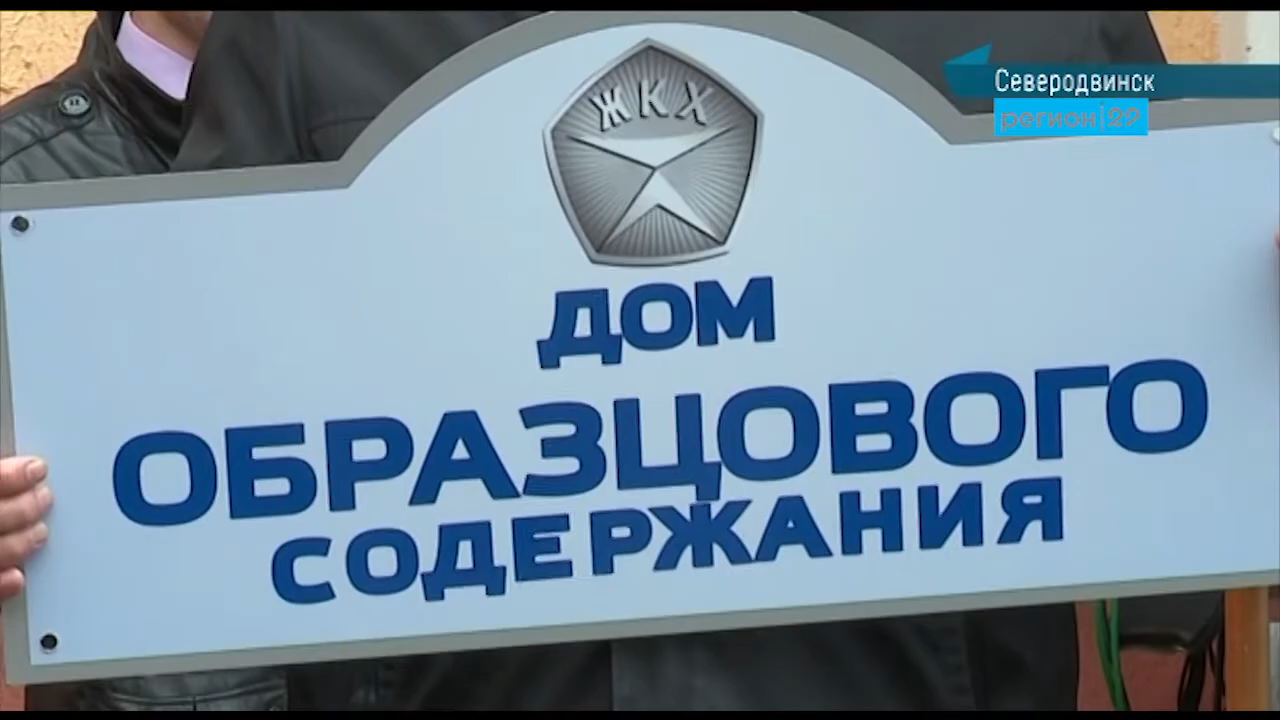 Северодвинск
регион|29
ЖКХ
ДОМ
ОБРАЗЦОВОГО
СОДЕРЖАНИЯ